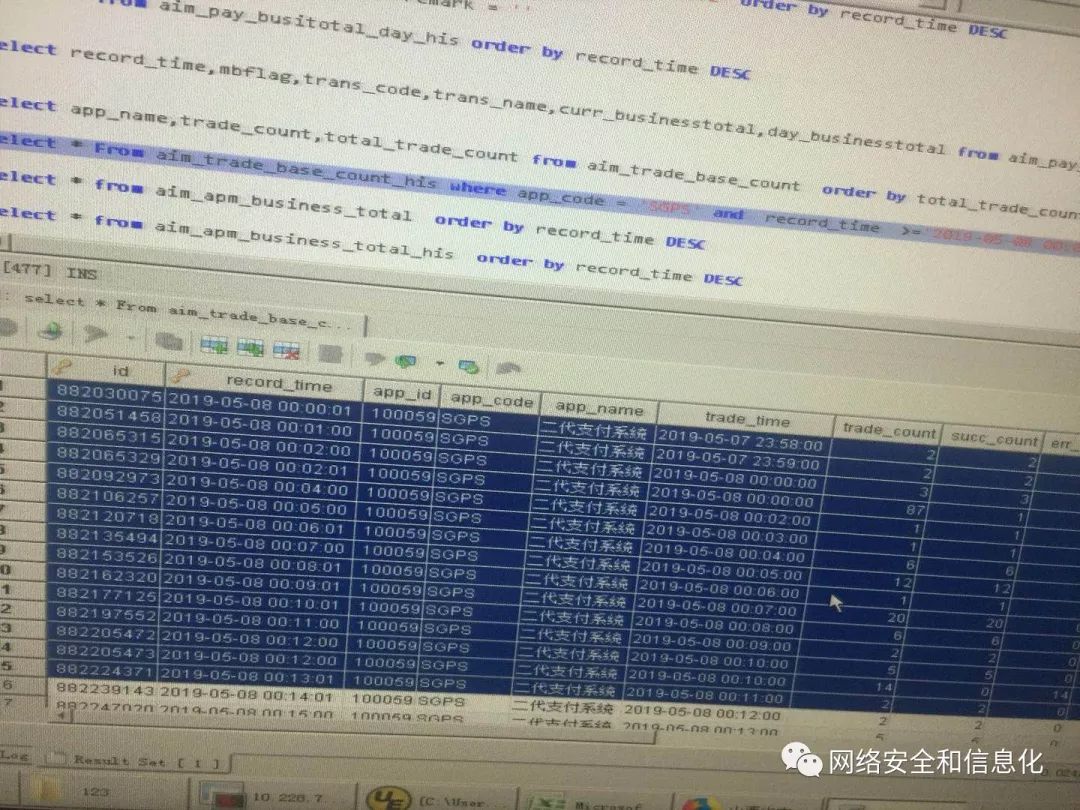 from aim_pay_busitotal_day_his order by record_time DESC
order by record_time DESC
elect record_time,mbflag,trans_code,trans_name,curr_businesstotal,day_businesstotal from aim_pay_
elect app_name,trade_count,total_trade_count from aim_trade_base_count order by total_trade_count
elect * From aim_trade_base_count_his where app_code = 'SGPS' and record_time >= '2019-05-08 00:0
elect * from aim_apm_business_total order by record_time DESC
elect * from aim_apm_business_total_his order by record_time DESC
[477] INS
select * From aim_trade_base_c...
id record_time app_id app_code app_name trade_time trade_count succ_count err_
882030075 2019-05-08 00:00:01 100059 SGPS 二代支付系统 2019-05-07 23:58:00 2 2
882051458 2019-05-08 00:01:00 100059 SGPS 二代支付系统 2019-05-07 23:59:00 2 2
882065315 2019-05-08 00:02:00 100059 SGPS 二代支付系统 2019-05-08 00:00:00 3 3
882065329 2019-05-08 00:02:01 100059 SGPS 二代支付系统 2019-05-08 00:00:00 87 1
882092973 2019-05-08 00:04:00 100059 SGPS 二代支付系统 2019-05-08 00:02:00 1 1
882106257 2019-05-08 00:05:00 100059 SGPS 二代支付系统 2019-05-08 00:03:00 1 1
882120718 2019-05-08 00:06:01 100059 SGPS 二代支付系统 2019-05-08 00:04:00 6 6
882135494 2019-05-08 00:07:00 100059 SGPS 二代支付系统 2019-05-08 00:05:00 12 12
882153526 2019-05-08 00:08:01 100059 SGPS 二代支付系统 2019-05-08 00:06:00 1 1
882162320 2019-05-08 00:09:01 100059 SGPS 二代支付系统 2019-05-08 00:07:00 20 20
882177125 2019-05-08 00:10:01 100059 SGPS 二代支付系统 2019-05-08 00:08:00 6 6
882197552 2019-05-08 00:11:00 100059 SGPS 二代支付系统 2019-05-08 00:09:00 2 2
882205472 2019-05-08 00:12:00 100059 SGPS 二代支付系统 2019-05-08 00:10:00 5 5 0
882205473 2019-05-08 00:12:00 100059 SGPS 二代支付系统 2019-05-08 00:10:00 14 0 14
882224371 2019-05-08 00:13:01 100059 SGPS 二代支付系统 2019-05-08 00:11:00 2 2 0
882239143 2019-05-08 00:14:01 100059 SGPS 二代支付系统 2019-05-08 00:12:00 2 2 0
882247020 2019-05-08 00:15:00 100059 SGPS 二代支付系统 2019-05-08 00:13:00 5 5 0
Log Result Set [ 1 ]
网络安全和信息化
123 10.228.7 UE [C:\User... Microsof